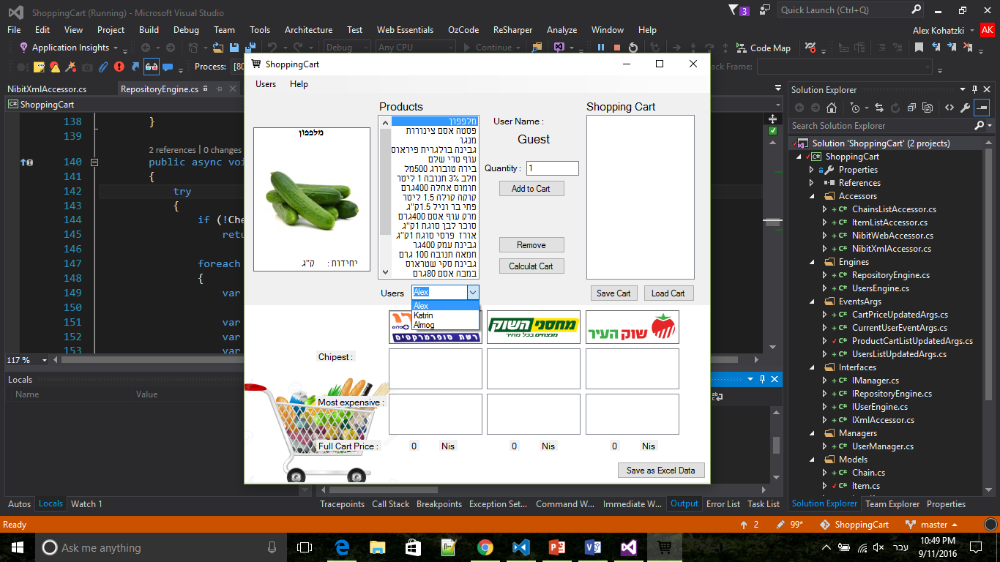 ShoppingCart (Running) - Microsoft Visual Studio
3
Quick Launch (Ctrl+Q)
File Edit View Project Build Debug Team Tools Architecture Test Web Essentials OzCode ReSharper Analyze Window Help
Alex Kohatzki AK
Application Insights Debug Any CPU Continue Code Map
Process: [80
ck Frame:
NibitXmlAccessor.cs RepositoryEngine.cs
ShoppingCart
138 }
139
2 references | 0 changes
140 public async voi
141 {
142 try
143 {
144 if (!Che
145 retu
146
147 foreach
148 {
149 var
150
151 var
152 var
153 var
117 %
Locals
Name Value
Autos Locals Watch 1
ShoppingCart
Users Help
Products
מלפפון
יחידות : ק"ג
מלפפון
פסטה אסם צינורות
מנגו
גבינה בולגרית פיראוס
עוף טרי שלם
בירה טובורג 500מל
חלב 3% תנובה 1 ליטר
חומוס אחלה 400גרם
קוקה קולה 1.5 ליטר
פתי בר וניל 1.5ק"ג
מרק עוף אסם 400גרם
סוכר לבן סוגת 1ק"ג
אורז פרסי סוגת 1ק"ג
גבינת עמק 400גר
חמאה תנובה 100 גרם
גבינת סקי שטראוס
במבה אסם 80גרם
User Name :
Guest
Quantity : 1
Add to Cart
Remove
Calculat Cart
Shopping Cart
Save Cart Load Cart
Users Alex
Alex
Katrin
Almog
פלוס
רשת סופרמרקטים
מחסני השוק
מנצחים בכל מחיר
שוק העיר
Chipest :
Most expensive :
Full Cart Price : 0 Nis 0 Nis 0 Nis
Save as Excel Data
Tracepoints Call Stack Breakpoints Exception Set... Command W... Immediate W... Output Error List Task List
Solution Explorer
Search Solution Explorer
Solution 'ShoppingCart' (2 projects)
ShoppingCart
Properties
References
Accessors
ChainsListAccessor.cs
ItemListAccessor.cs
NibitWebAccessor.cs
NibitXmlAccessor.cs
Engines
RepositoryEngine.cs
UsersEngine.cs
EventsArgs
CartPriceUpdatedArgs.cs
CurrentUserEventArgs.cs
ProductCartListUpdatedArgs.cs
UsersListUpdatedArgs.cs
Interfaces
IManager.cs
IRepositoryEngine.cs
IUserEngine.cs
IXmlAccessor.cs
Managers
UserManager.cs
Models
Chain.cs
Item.cs
Solution Explorer Team Explorer Properties
Ready 2 99* ShoppingCart master
Ask me anything
עבר
10:49 PM
9/11/2016